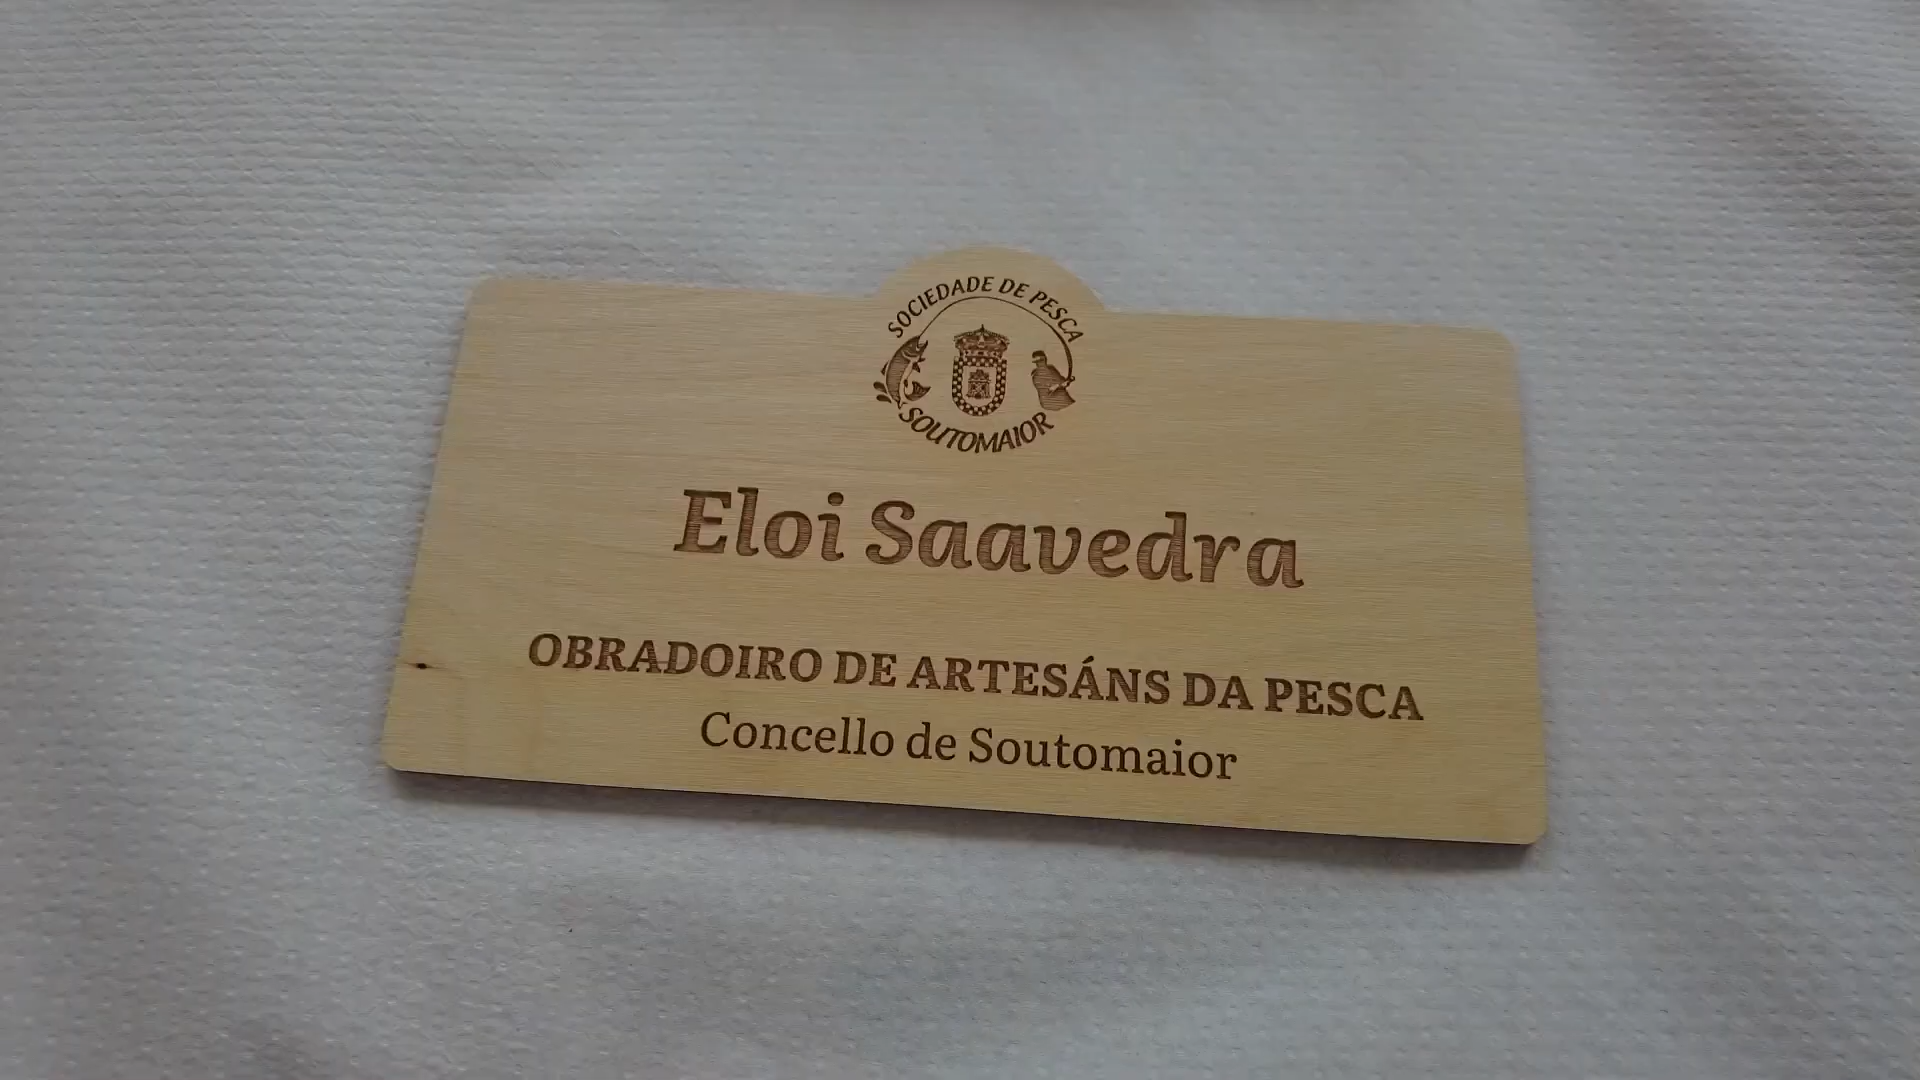 SOCIEDADE DE PESCA
SOUTOMAIOR
Eloi Saavedra
OBRADOIRO DE ARTESÁNS DA PESCA
Concello de Soutomaior